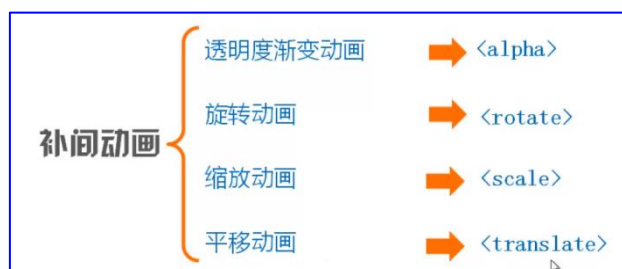 补间动画
透明度渐变动画 <alpha>
旋转动画 <rotate>
缩放动画 <scale>
平移动画 <translate>